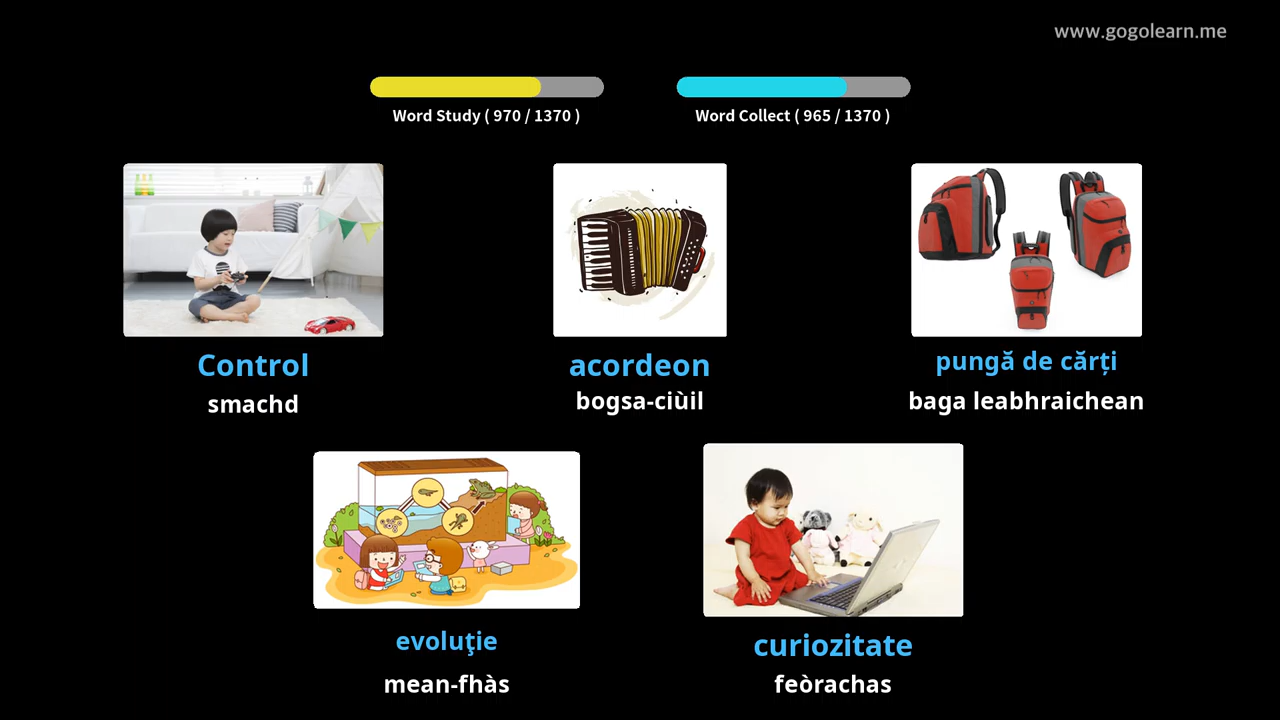 www.gogolearn.me
Word Study ( 970 / 1370 )
Word Collect ( 965 / 1370 )
Control
smachd
acordeon
bogsa-ciùil
pungă de cărți
baga leabhraichean
evoluţie
mean-fhàs
curiozitate
feòrachas